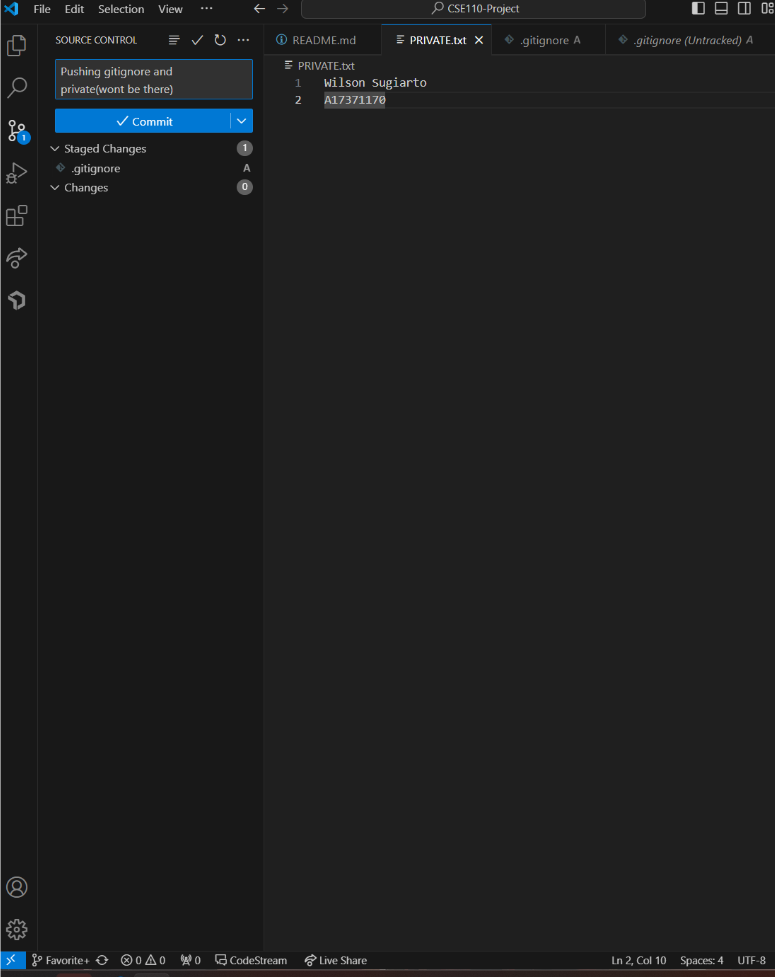 File Edit Selection View ··· CSE110-Project
SOURCE CONTROL
Pushing gitignore and
private(wont be there)
Commit
Staged Changes 1
.gitignore A
Changes 0
1
README.md PRIVATE.txt .gitignore A .gitignore (Untracked) A
PRIVATE.txt
1 Wilson Sugiarto
2 A17371170
Favorite+ 0 0 0 CodeStream Live Share Ln 2, Col 10 Spaces: 4 UTF-8